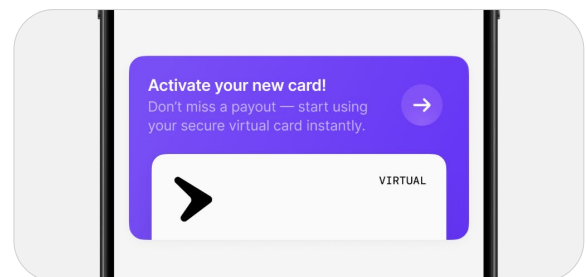 Activate your new card!
Don't miss a payout — start using
your secure virtual card instantly.
VIRTUAL